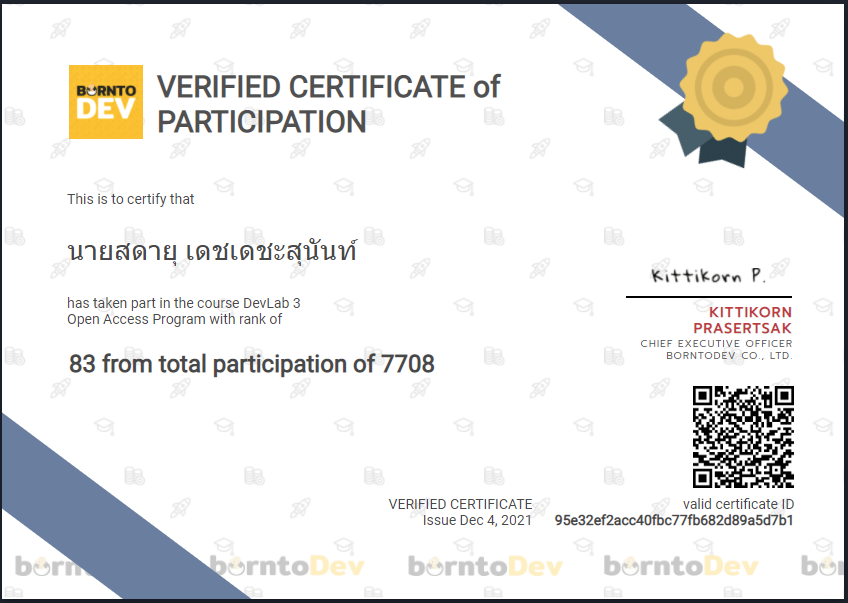 BORNTO
DEV
VERIFIED CERTIFICATE of
PARTICIPATION
This is to certify that
นายสดายุ เดชเดชะสุนันท์
has taken part in the course DevLab 3
Open Access Program with rank of
83 from total participation of 7708
Kittikorn P.
KITTIKORN
PRASERTSAK
CHIEF EXECUTIVE OFFICER
BORNTODEV CO., LTD.
VERIFIED CERTIFICATE
Issue Dec 4, 2021
valid certificate ID
95e32ef2acc40fbc77fb682d89a5d7b1
borntoDev borntoDev borntoDev borntoDev